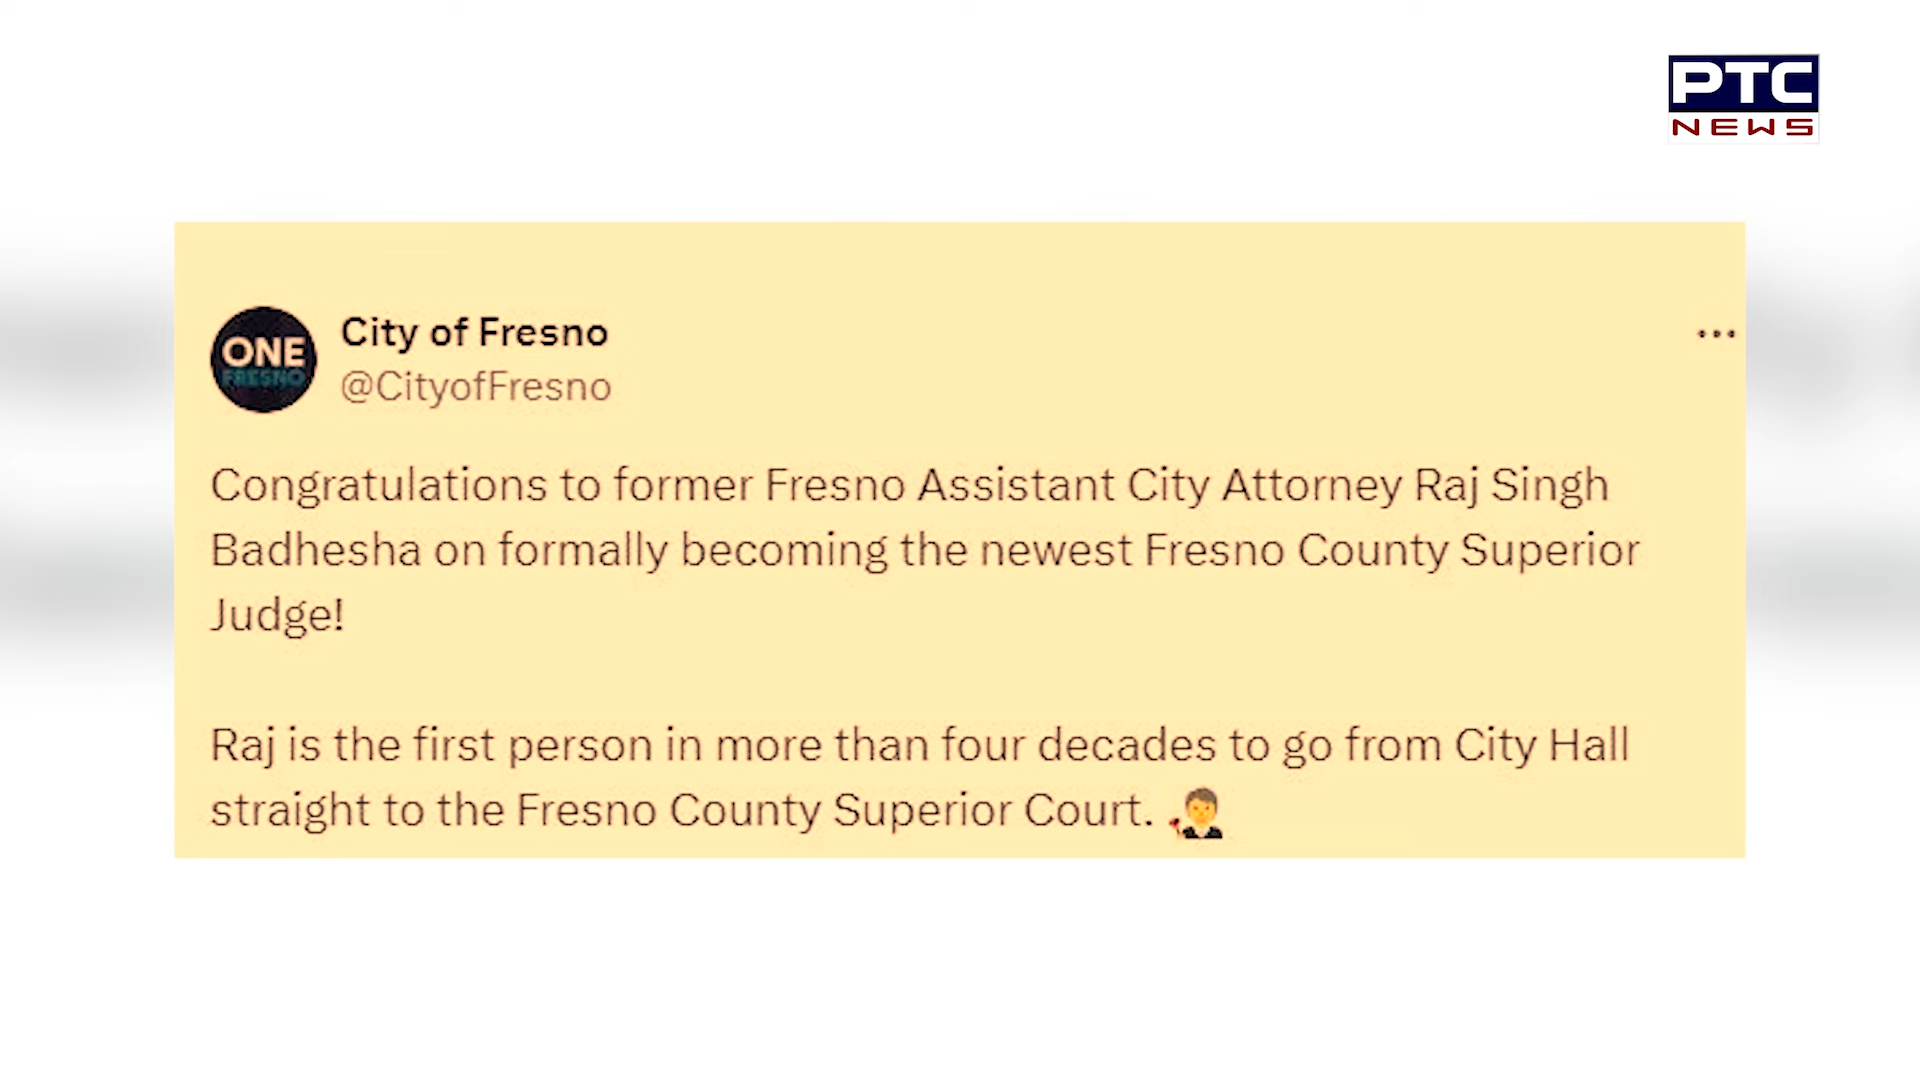 PTC
NEWS
ONE
FRESNO
City of Fresno
@CityofFresno
Congratulations to former Fresno Assistant City Attorney Raj Singh
Badhesha on formally becoming the newest Fresno County Superior
Judge!
Raj is the first person in more than four decades to go from City Hall
straight to the Fresno County Superior Court.